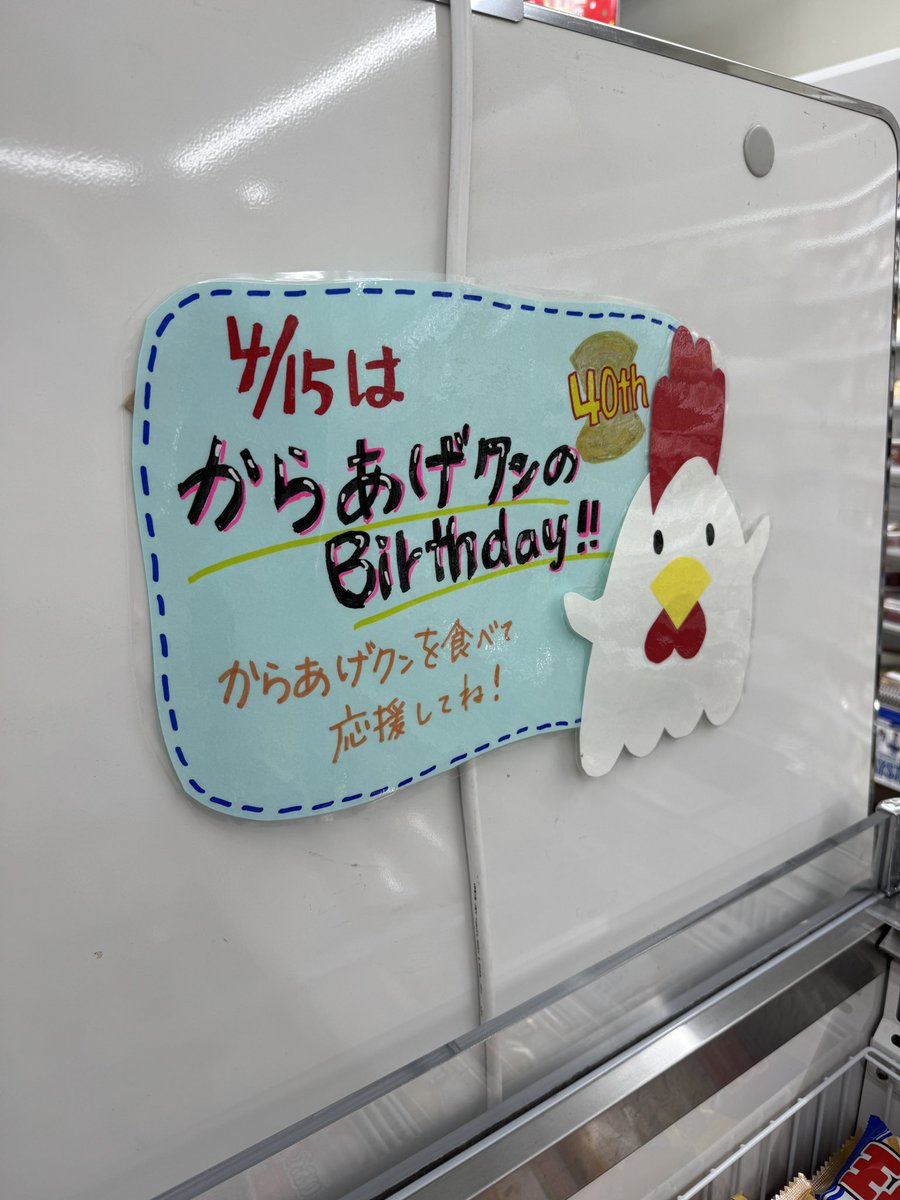 4/15は
40th
からあげクンの
Birthday!!
からあげクンを食べて
応援してね!